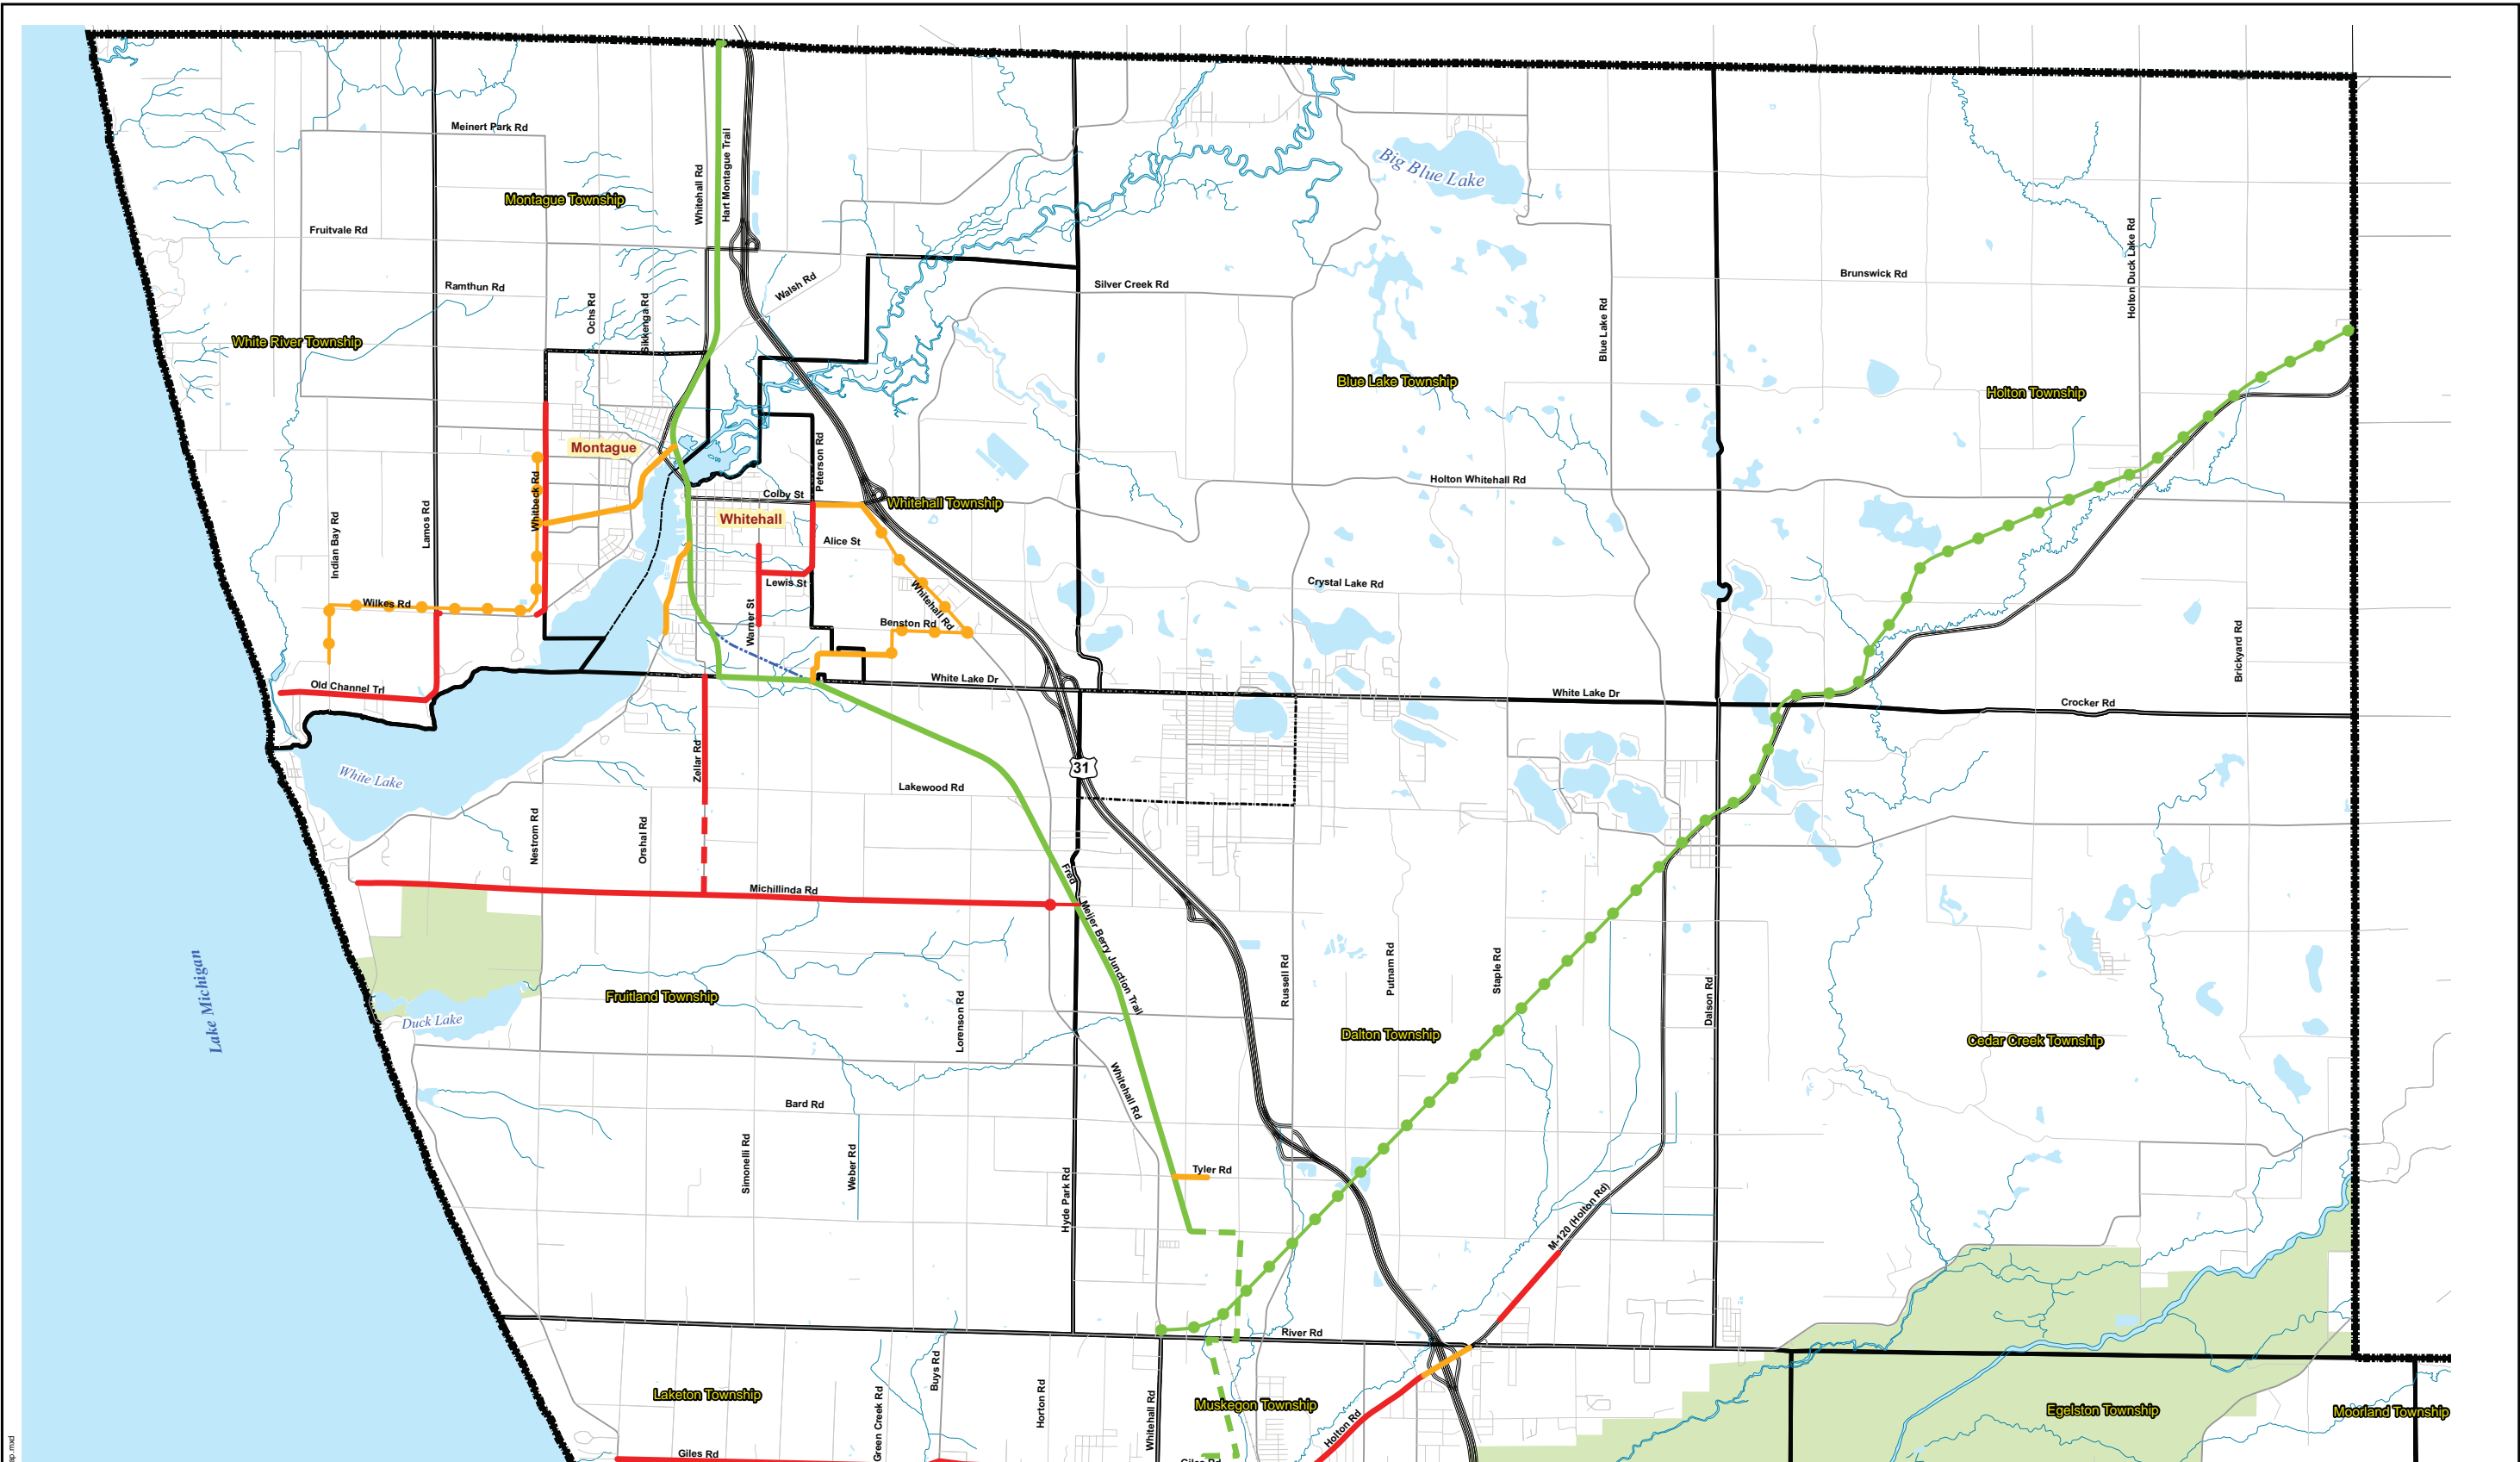 Meinert Park Rd
Whitehall Rd
Hart Montague Trail
Big Blue Lake
Montague Township
Fruitvale Rd
Holton Duck Lake Rd
Brunswick Rd
Ramthun Rd
Walsh Rd
Silver Creek Rd
Ochs Rd
Sikkenga Rd
Blue Lake Rd
White River Township
Blue Lake Township
Holton Township
Montague
Peterson Rd
Holton Whitehall Rd
Whitbeck Rd
Colby St
Whitehall Township
Lamos Rd
Whitehall
Indian Bay Rd
Alice St
Lewis St
Crystal Lake Rd
Wilkes Rd
Whitehall Rd
Warner St
Benston Rd
Brickyard Rd
Old Channel Trl
White Lake Dr
White Lake Dr
Crocker Rd
Zellar Rd
31
White Lake
Lakewood Rd
Nestrom Rd
Orshal Rd
Fred Meijer Berry Junction Trail
Michillinda Rd
Lake Michigan
Russell Rd
Putnam Rd
Staple Rd
Dalson Rd
Fruitland Township
Duck Lake
Lorenson Rd
Dalton Township
Cedar Creek Township
Whitehall Rd
Bard Rd
Simonelli Rd
Weber Rd
Hyde Park Rd
Tyler Rd
M-120 (Holton Rd)
River Rd
Laketon Township
Green Creek Rd
Buys Rd
Horton Rd
Whitehall Rd
Muskegon Township
Holton Rd
Egelston Township
Moorland Township
Giles Rd
Giles Rd
ap.mxd